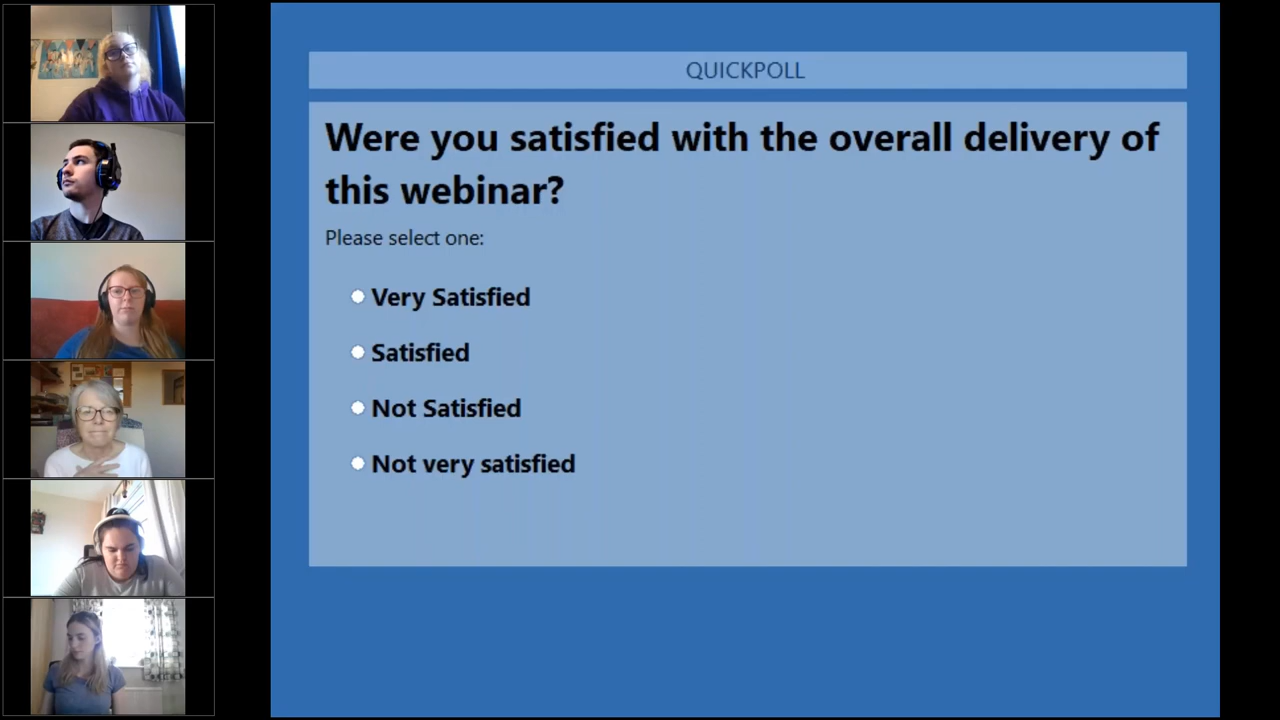 QUICKPOLL
Were you satisfied with the overall delivery of
this webinar?
Please select one:
Very Satisfied
Satisfied
Not Satisfied
Not very satisfied